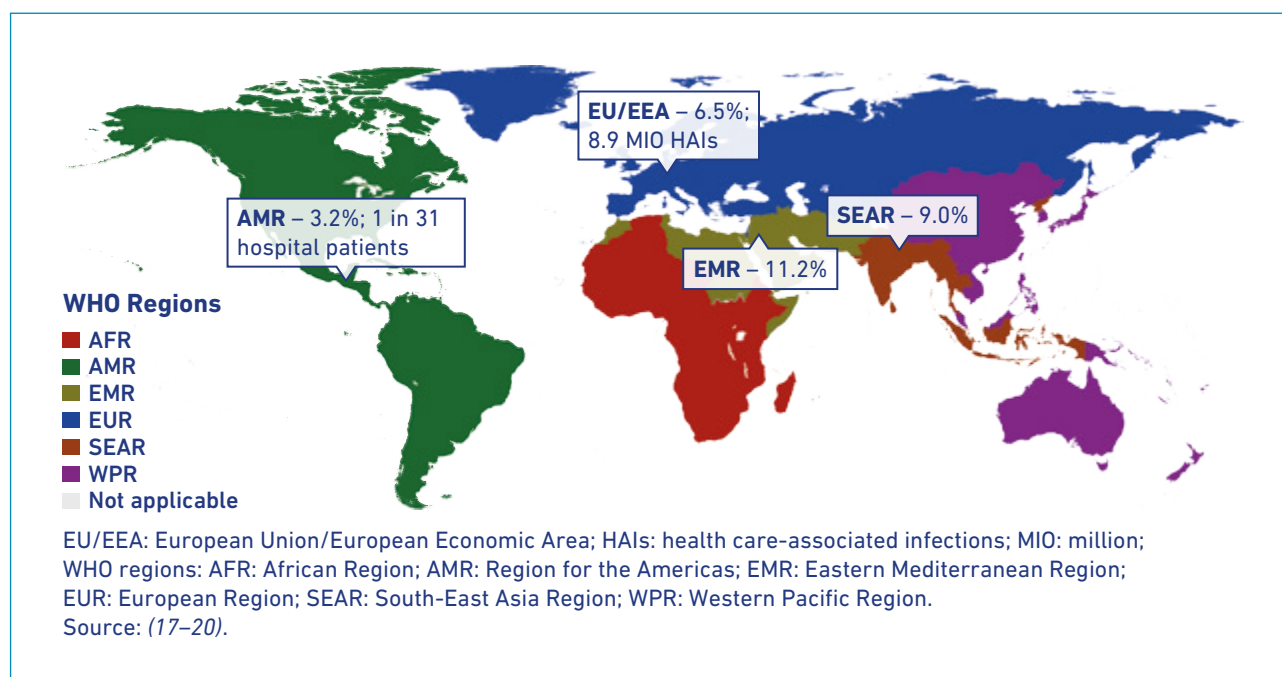 EU/EEA – 6.5%;
8.9 MIO HAIs
AMR – 3.2%; 1 in 31
hospital patients
SEAR – 9.0%
EMR – 11.2%
WHO Regions
AFR
AMR
EMR
EUR
SEAR
WPR
Not applicable
EU/EEA: European Union/European Economic Area; HAIs: health care-associated infections; MIO: million;
WHO regions: AFR: African Region; AMR: Region for the Americas; EMR: Eastern Mediterranean Region;
EUR: European Region; SEAR: South-East Asia Region; WPR: Western Pacific Region.
Source: (17–20).